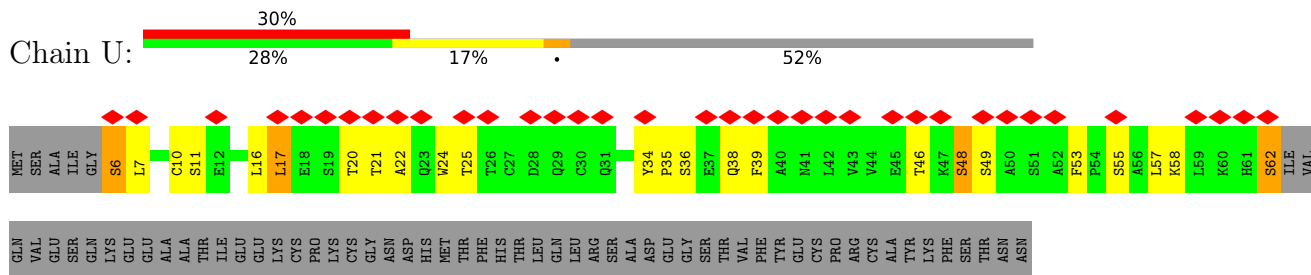 30%
Chain U:
28% 17% • 52%
MET SER ALA ILE GLY S6 L7 C10 S11 E12 L16 L17 E18 S19 T20 T21 A22 Q23 W24 T25 T26 C27 D28 Q29 C30 Q31 Y34 P35 S36 E37 Q38 F39 A40 N41 L42 V43 V44 E45 T46 K47 S48 S49 A50 S51 A52 F53 P54 S55 A56 L57 K58 L59 K60 H61 S62 ILE VAL
GLN VAL GLU SER GLN LYS GLU GLU ALA ALA THR ILE GLU GLU LYS CYS PRO LYS CYS GLY ASN ASP HIS MET THR PHE HIS THR LEU GLN LEU ARG SER ALA ASP GLU GLY SER THR VAL PHE TYR GLU CYS PRO ARG CYS ALA TYR LYS PHE SER THR ASN ASN